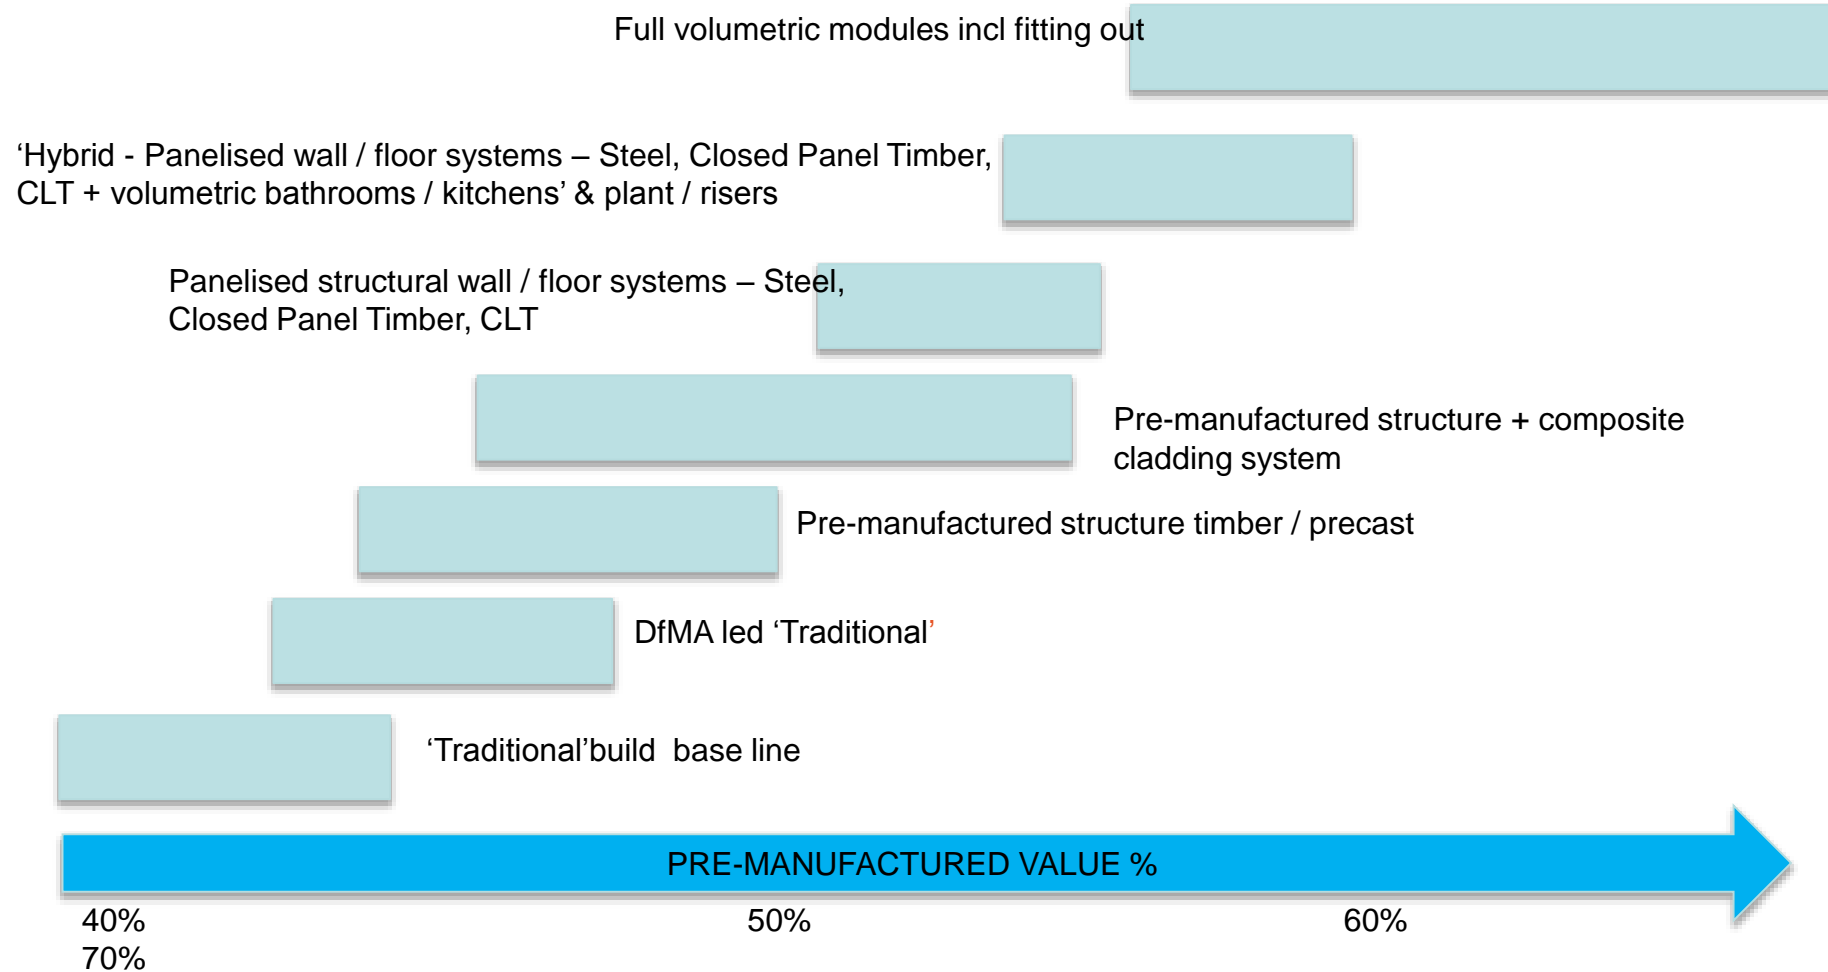 Full volumetric modules incl fitting out
‘Hybrid - Panelised wall / floor systems – Steel, Closed Panel Timber,
CLT + volumetric bathrooms / kitchens’ & plant / risers
Panelised structural wall / floor systems – Steel,
Closed Panel Timber, CLT
Pre-manufactured structure + composite
cladding system
Pre-manufactured structure timber / precast
DfMA led ‘Traditional’
‘Traditional’build  base line
PRE-MANUFACTURED VALUE %
40% 50% 60%
70%